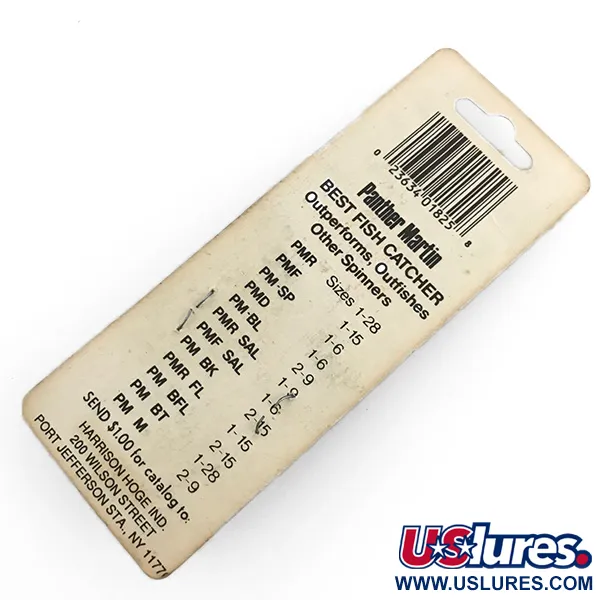 0 23634 01825 8
Panther Martin
BEST FISH CATCHER
Outperforms, Outfishes
Other Spinners
PMR Sizes 1-28
PMF 1-15
PM-SP 1-6
PMD 1-6
PM-BL 2-9
PMR SAL 1-9
PMF SAL 1-6
PM BK 2-15
PMR FL 1-15
PM BFL 2-15
PM BT 1-28
PM M 2-9
SEND $1.00 for catalog to:
HARRISON HOGE IND.
200 WILSON STREET
PORT JEFFERSON STA., NY
USlures.
WWW.USLURES.COM